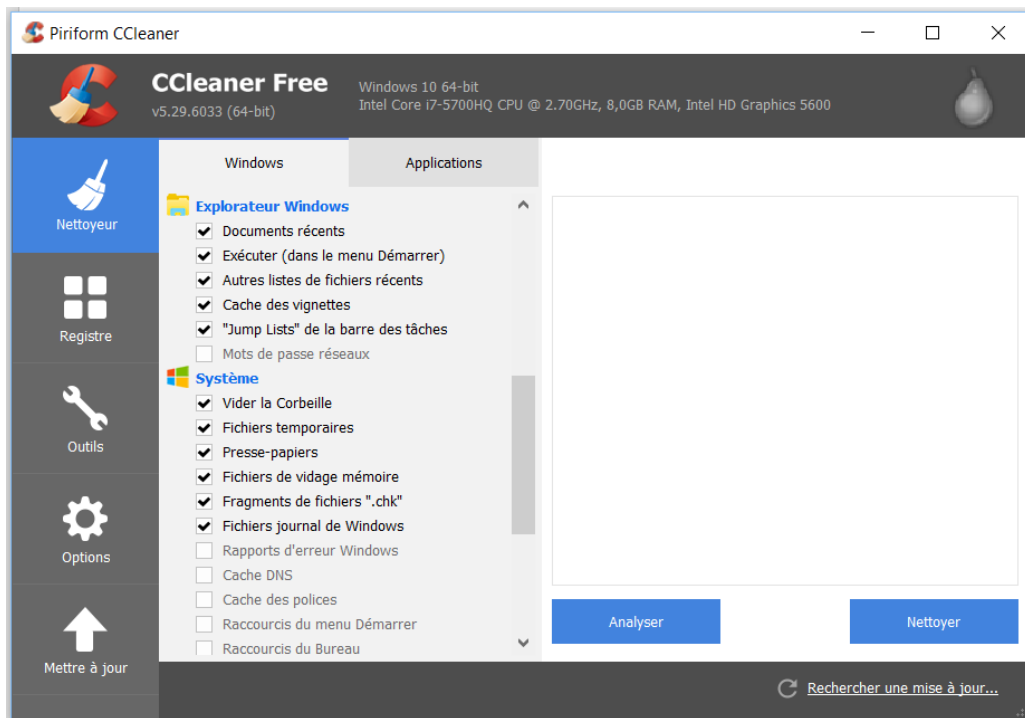 Piriform CCleaner
CCleaner Free
v5.29.6033 (64-bit)
Windows 10 64-bit
Intel Core i7-5700HQ CPU @ 2.70GHz, 8,0GB RAM, Intel HD Graphics 5600
Nettoyeur
Registre
Outils
Options
Mettre à jour
Windows
Applications
Explorateur Windows
Documents récents
Exécuter (dans le menu Démarrer)
Autres listes de fichiers récents
Cache des vignettes
"Jump Lists" de la barre des tâches
Mots de passe réseaux
Système
Vider la Corbeille
Fichiers temporaires
Presse-papiers
Fichiers de vidage mémoire
Fragments de fichiers ".chk"
Fichiers journal de Windows
Rapports d'erreur Windows
Cache DNS
Cache des polices
Raccourcis du menu Démarrer
Raccourcis du Bureau
Analyser
Nettoyer
Rechercher une mise à jour...